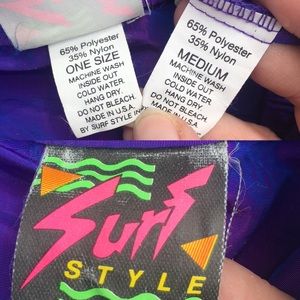 65% Polyester
35% Nylon
ONE SIZE
MACHINE WASH
INSIDE OUT
COLD WATER.
HANG DRY.
DO NOT BLEACH.
MADE IN U.S.A.
BY SURF STYLE IN
65% Polyester
35% Nylon
MEDIUM
MACHINE WASH
INSIDE OUT
COLD WATER.
HANG DRY.
DO NOT BLEACH.
MADE IN U.S.A.
Surf
STYLE